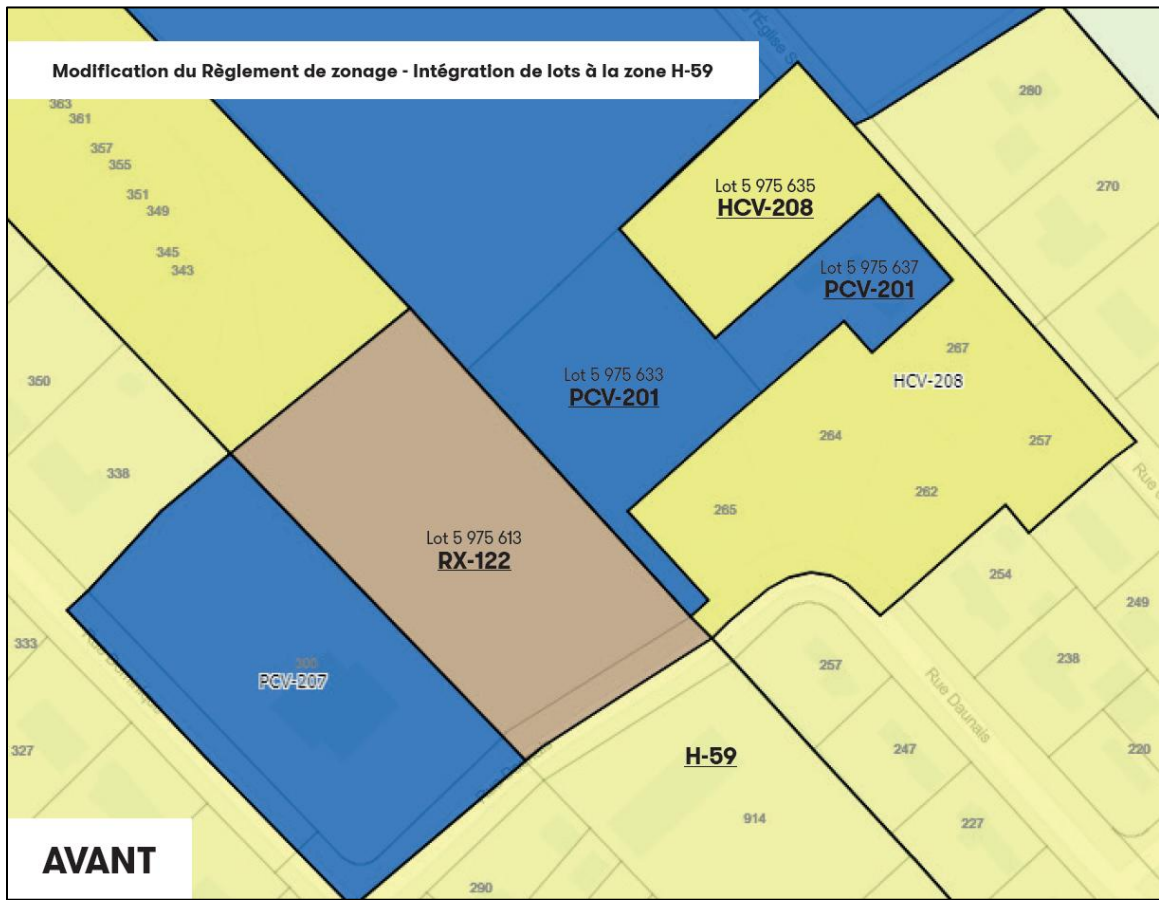 l'Église S
Modification du Règlement de zonage - Intégration de lots à la zone H-59
363
361
357
355
351
349
345
343
280
270
Lot 5 975 635
HCV-208
Lot 5 975 637
PCV-201
267
HCV-208
350
Lot 5 975 633
PCV-201
338
264
257
262
265
Rue
Lot 5 975 613
RX-122
254
249
333
300
PCV-207
257
238
Rue Daunais
327
H-59
247
220
914
227
290
AVANT